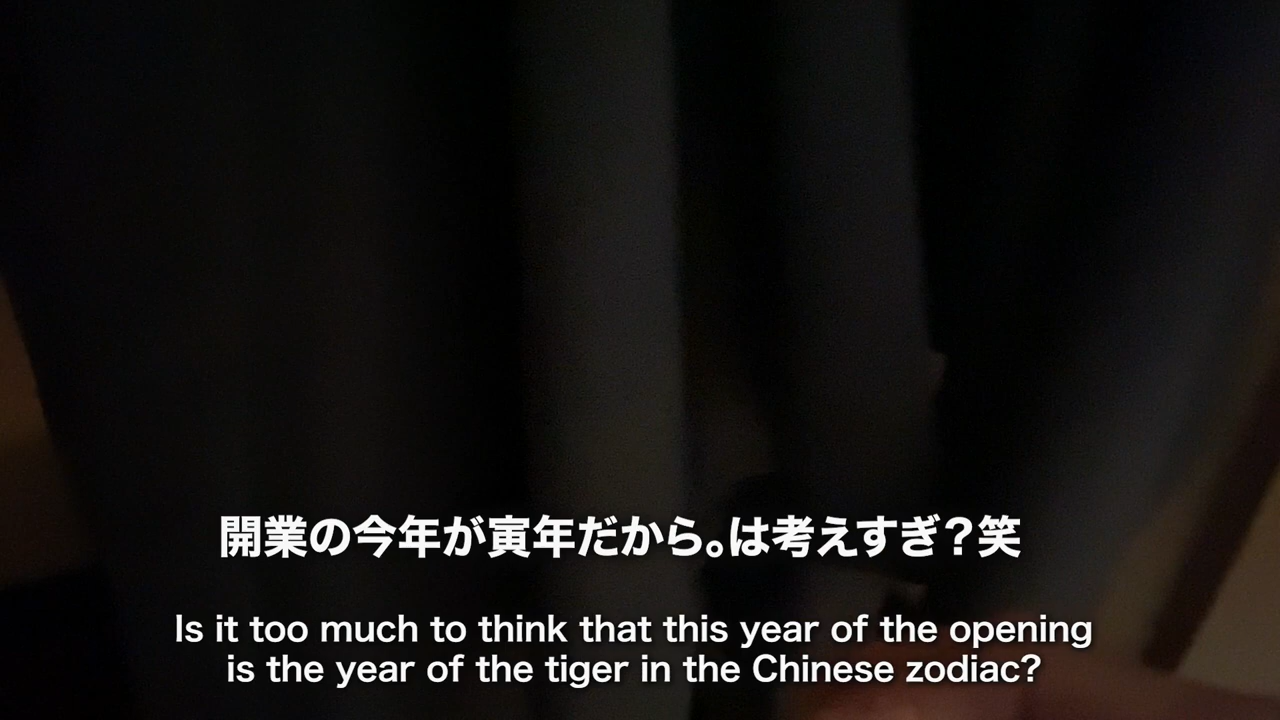 開業の今年が寅年だから。は考えすぎ？笑
Is it too much to think that this year of the opening
is the year of the tiger in the Chinese zodiac?